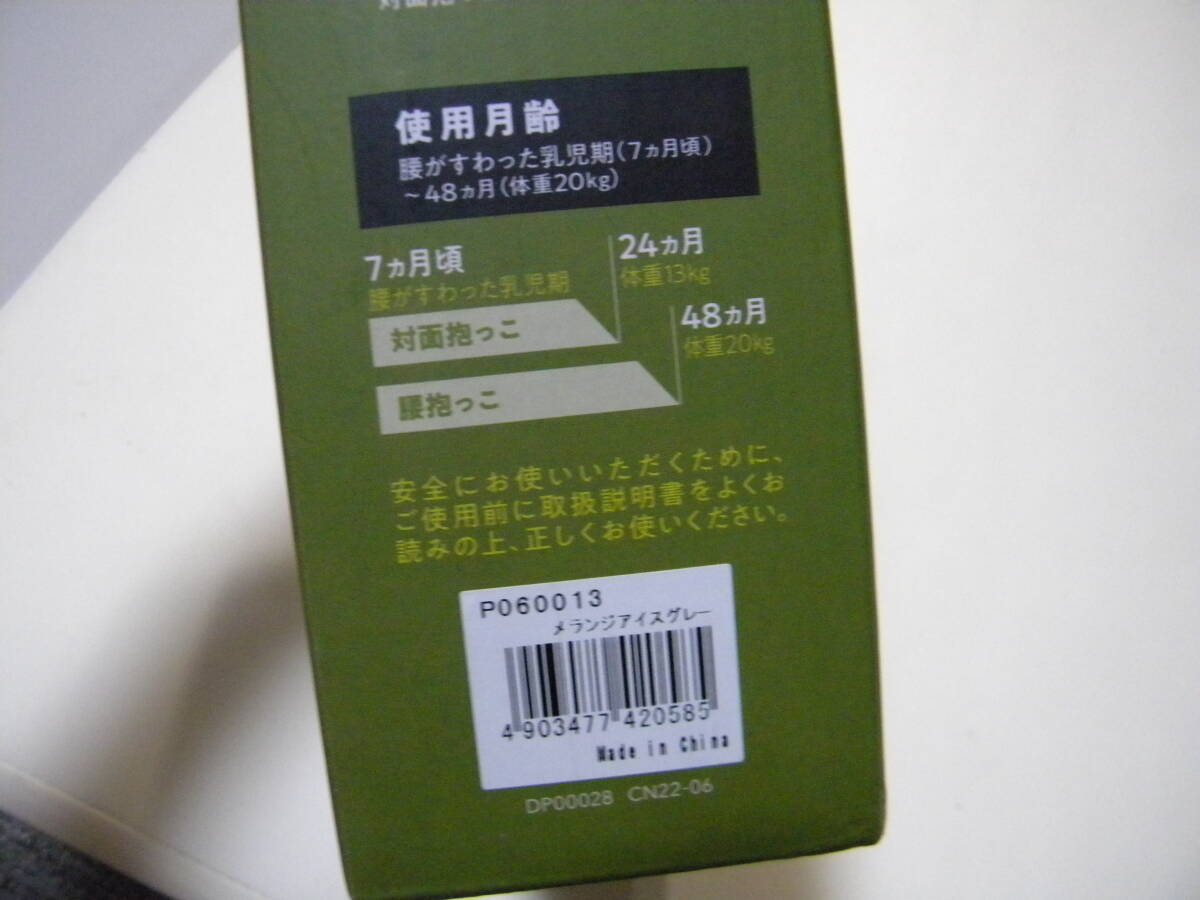 使用月齢
腰がすわった乳児期(7ヵ月頃)
~48ヵ月(体重20kg)
7ヵ月頃
腰がすわった乳児期
24ヵ月
体重13kg
対面抱っこ
48ヵ月
体重20kg
腰抱っこ
安全にお使いいただくために、
ご使用前に取扱説明書をよくお
読みの上、正しくお使いください。
P060013
メランジアイスグレー
4 903477 420585
Made in China
DP00028 CN22-06